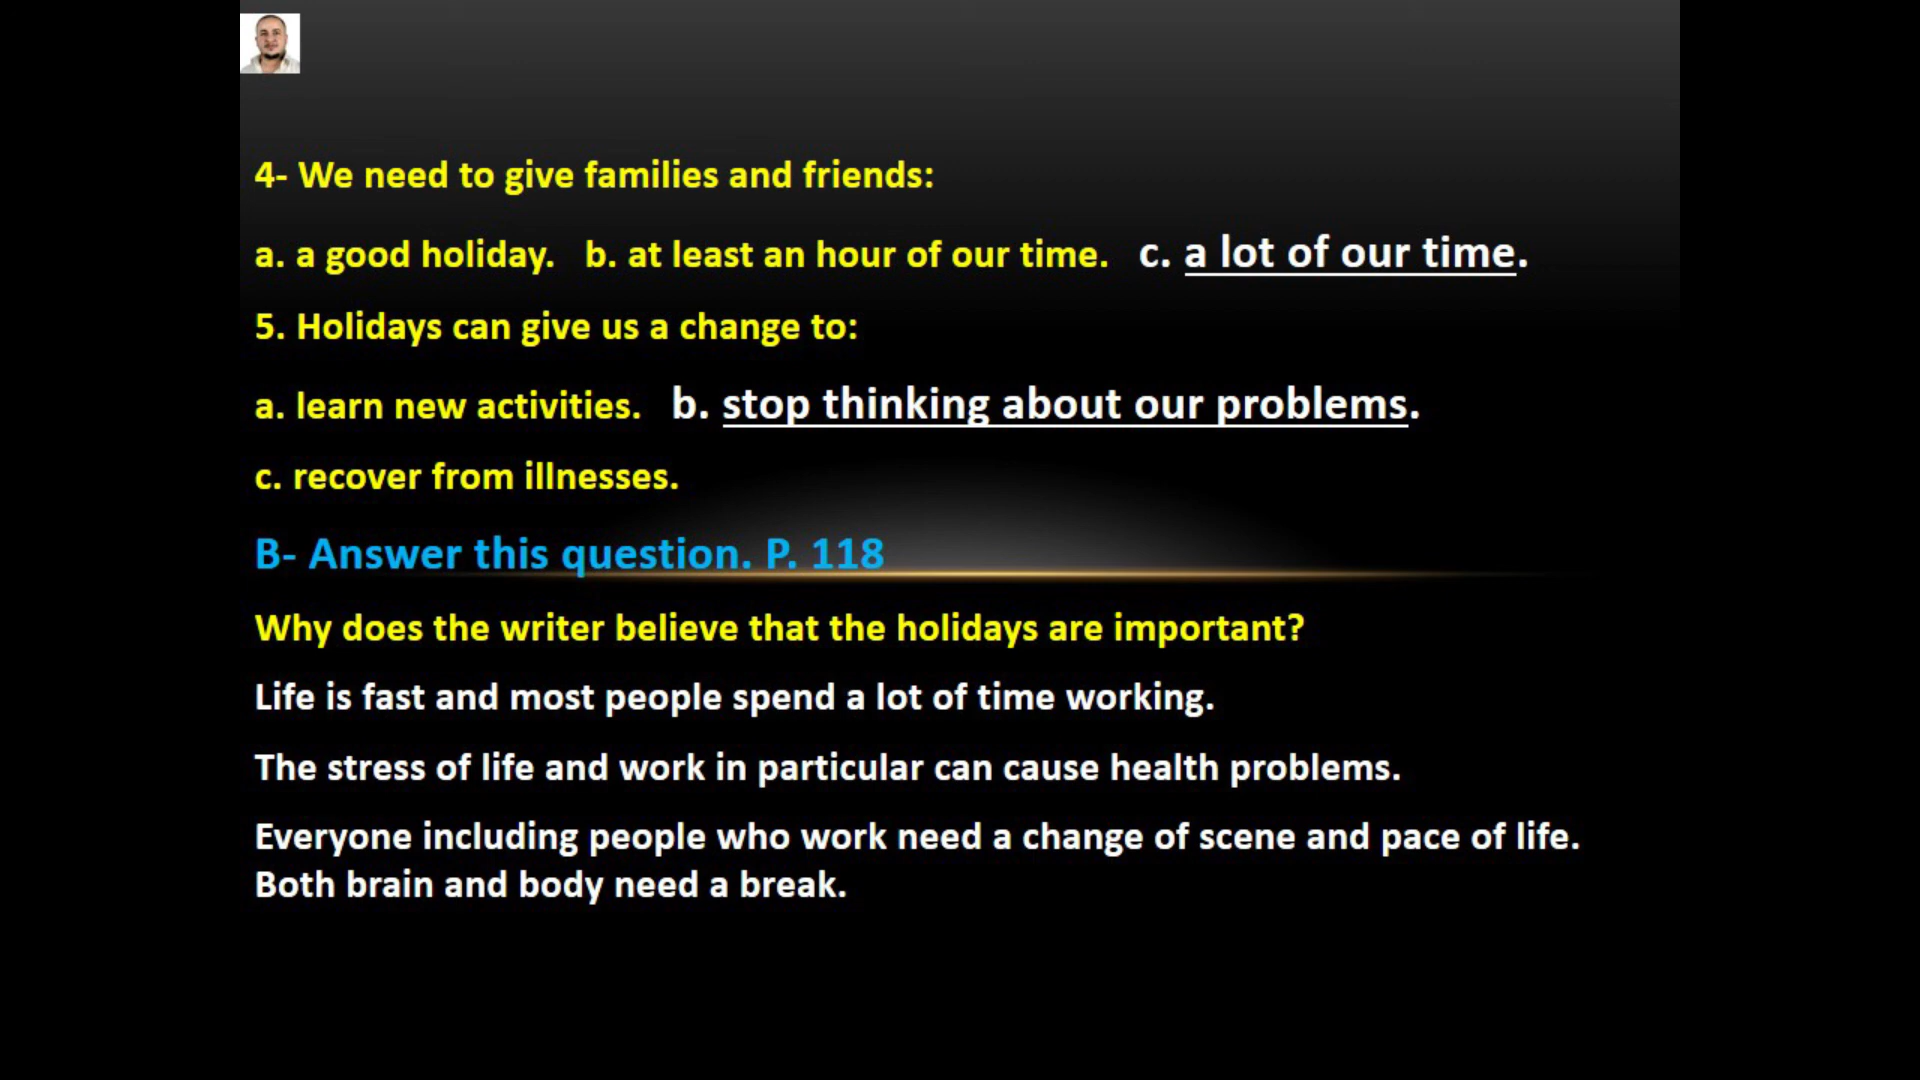 4- We need to give families and friends:
a. a good holiday. b. at least an hour of our time. c. a lot of our time.
5. Holidays can give us a change to:
a. learn new activities. b. stop thinking about our problems.
c. recover from illnesses.
B- Answer this question. P. 118
Why does the writer believe that the holidays are important?
Life is fast and most people spend a lot of time working.
The stress of life and work in particular can cause health problems.
Everyone including people who work need a change of scene and pace of life.
Both brain and body need a break.